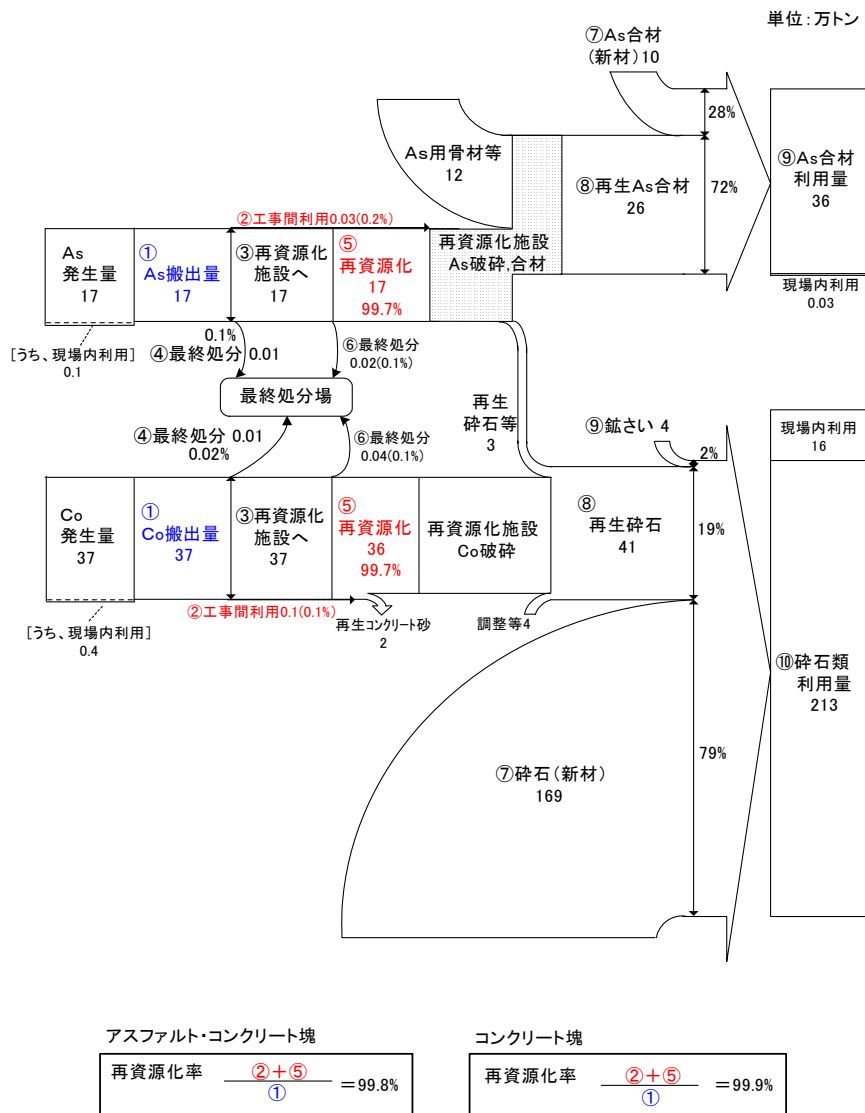 単位：万トン
⑦As合材
(新材)10
28%
As用骨材等
12
⑧再生As合材
26
72%
⑨As合材
利用量
36
②工事間利用0.03(0.2%)
As
発生量
17
①
As搬出量
17
③再資源化
施設へ
17
⑤
再資源化
17
99.7%
再資源化施設
As破砕,合材
現場内利用
0.03
[うち、現場内利用]
0.1
0.1%
④最終処分 0.01
⑥最終処分
0.02(0.1%)
最終処分場
④最終処分 0.01
0.02%
⑥最終処分
0.04(0.1%)
再生
砕石等
3
⑨鉱さい 4
2%
現場内利用
16
Co
発生量
37
①
Co搬出量
37
③再資源化
施設へ
37
⑤
再資源化
36
99.7%
再資源化施設
Co破砕
⑧
再生砕石
41
19%
②工事間利用0.1(0.1%)
[うち、現場内利用]
0.4
再生コンクリート砂
2
調整等4
⑩砕石類
利用量
213
⑦砕石(新材)
169
79%
アスファルト・コンクリート塊
再資源化率 ②＋⑤ ＝99.8%
①
コンクリート塊
再資源化率 ②＋⑤ ＝99.9%
①